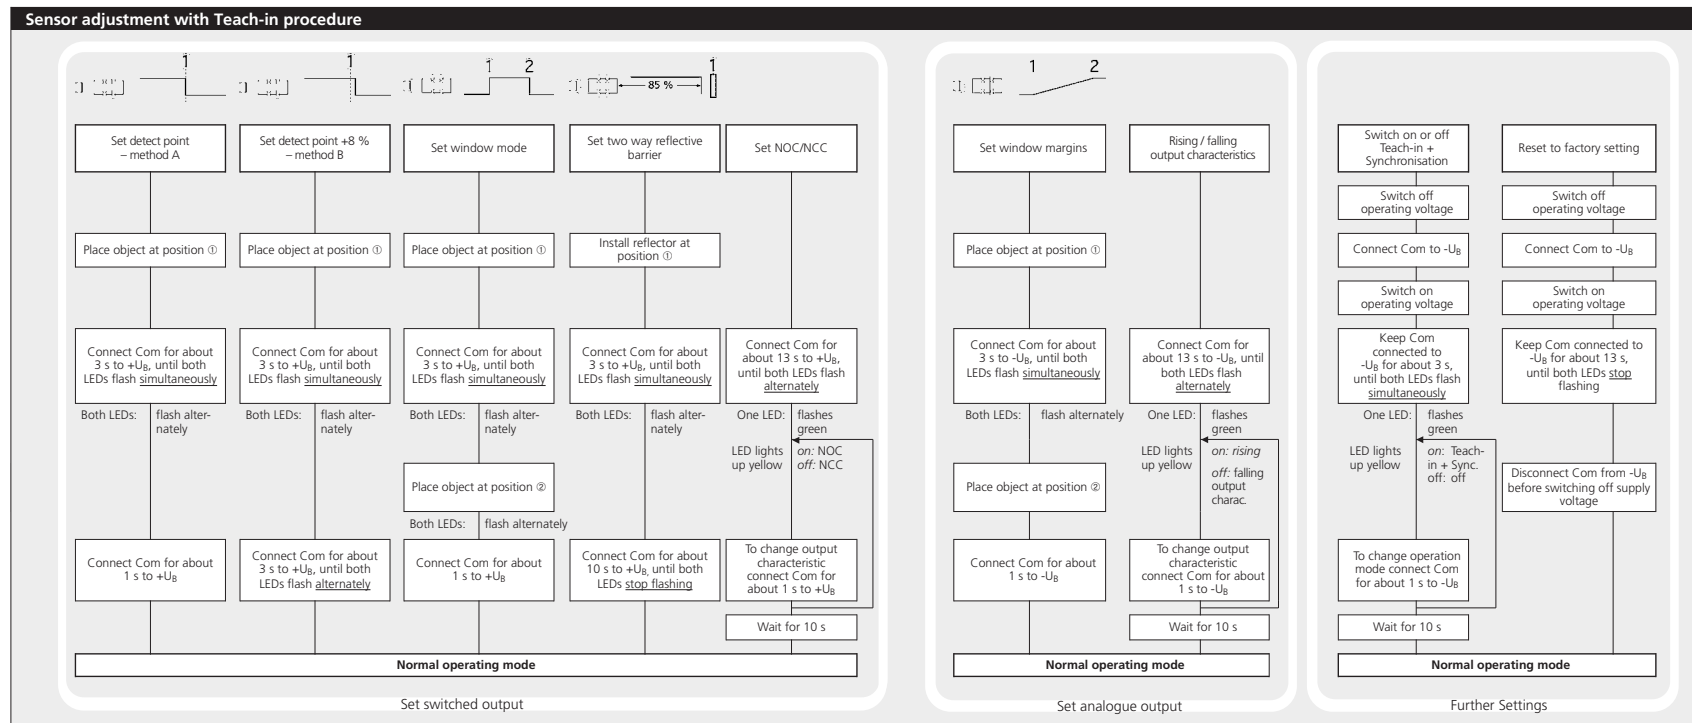 Sensor adjustment with Teach-in procedure
1
Set detect point
– method A
Place object at position ①
Connect Com for about
3 s to +UB, until both
LEDs flash simultaneously
Both LEDs: flash alter-
nately
Connect Com for about
1 s to +UB
1
Set detect point +8 %
– method B
Place object at position ①
Connect Com for about
3 s to +UB, until both
LEDs flash simultaneously
Both LEDs: flash alter-
nately
Connect Com for about
3 s to +UB, until both
LEDs flash alternately
1 2
Set window mode
Place object at position ①
Connect Com for about
3 s to +UB, until both
LEDs flash simultaneously
Both LEDs: flash alter-
nately
Place object at position ②
Both LEDs: flash alternately
Connect Com for about
1 s to +UB
1
85 %
Set two way reflective
barrier
Install reflector at
position ①
Connect Com for about
3 s to +UB, until both
LEDs flash simultaneously
Both LEDs: flash alter-
nately
Connect Com for about
10 s to +UB, until both
LEDs stop flashing
Set NOC/NCC
Connect Com for
about 13 s to +UB,
until both LEDs flash
alternately
One LED: flashes
green
LED lights on: NOC
up yellow off: NCC
To change output
characteristic
connect Com for
about 1 s to +UB
Wait for 10 s
Normal operating mode
Set switched output
1 2
Set window margins
Place object at position ①
Connect Com for about
3 s to -UB, until both
LEDs flash simultaneously
Both LEDs: flash alternately
Place object at position ②
Connect Com for about
1 s to -UB
Rising / falling
output characteristics
Connect Com for
about 13 s to -UB, until
both LEDs flash
alternately
One LED: flashes
green
LED lights on: rising
up yellow
off: falling
output
charac.
To change output
characteristic
connect Com for about
1 s to -UB
Wait for 10 s
Normal operating mode
Set analogue output
Switch on or off
Teach-in +
Synchronisation
Switch off
operating voltage
Connect Com to -UB
Switch on
operating voltage
Keep Com
connected to
-UB for about 3 s,
until both LEDs flash
simultaneously
One LED: flashes
green
LED lights on: Teach-
up yellow in + Sync.
off: off
To change operation
mode connect Com
for about 1 s to -UB
Wait for 10 s
Reset to factory setting
Switch off
operating voltage
Connect Com to -UB
Switch on
operating voltage
Keep Com connected to
-UB for about 13 s,
until both LEDs stop
flashing
Disconnect Com from -UB
before switching off supply
voltage
Normal operating mode
Further Settings